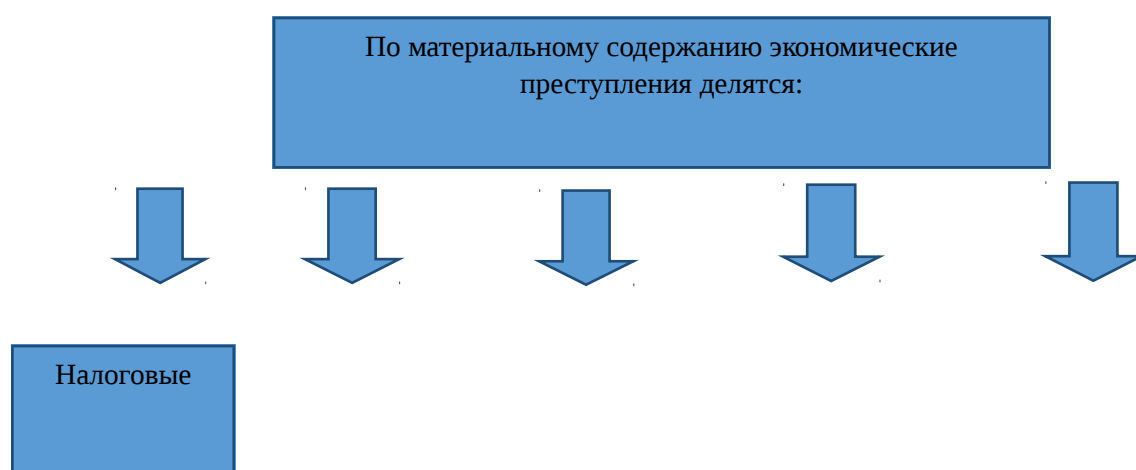 По материальному содержанию экономические
преступления делятся:
Налоговые